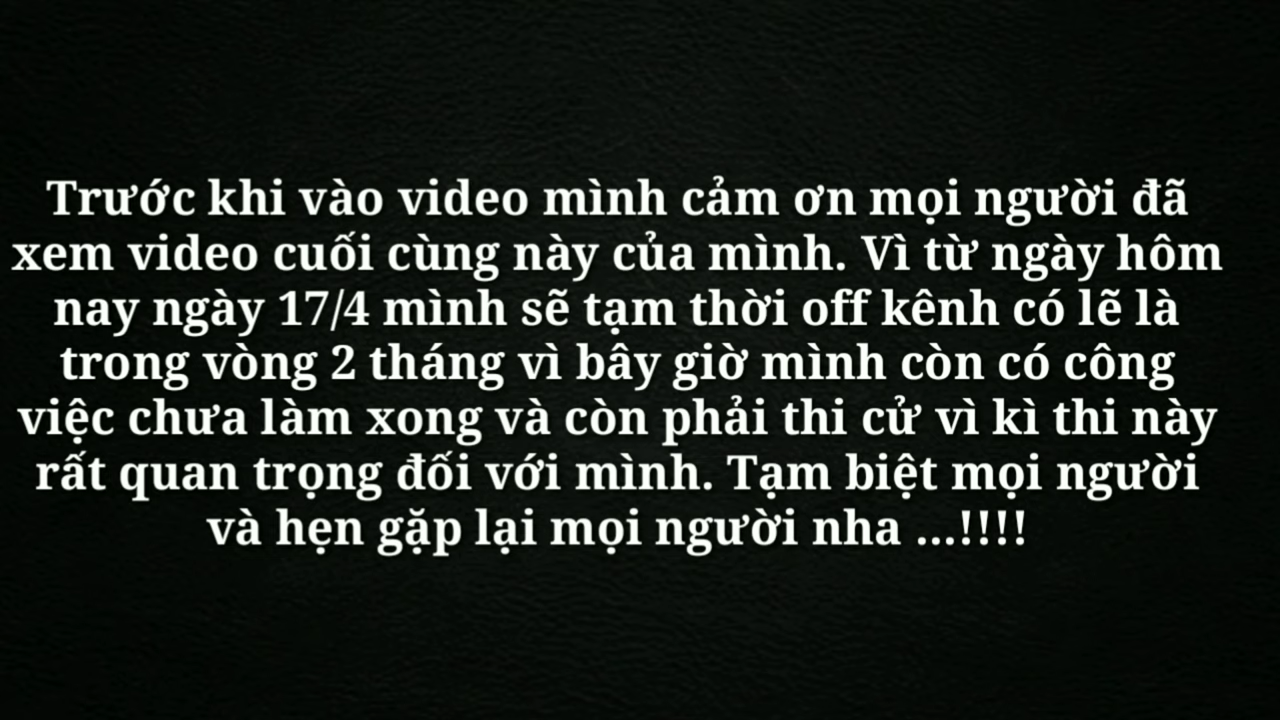 Trước khi vào video mình cảm ơn mọi người đã
xem video cuối cùng này của mình. Vì từ ngày hôm
nay ngày 17/4 mình sẽ tạm thời off kênh có lẽ là
trong vòng 2 tháng vì bây giờ mình còn có công
việc chưa làm xong và còn phải thi cử vì kì thi này
rất quan trọng đối với mình. Tạm biệt mọi người
và hẹn gặp lại mọi người nha ...!!!!